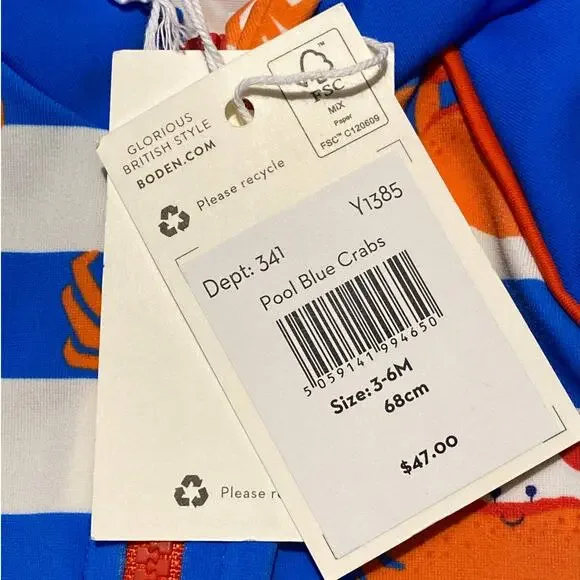 GLORIOUS
BRITISH STYLE
BODEN.COM
Please recycle
FSC™
MIX
Paper
FSC™ C120609
Dept: 341
Y1385
Pool Blue Crabs
5 059141 994650
Size: 3-6M
68cm
$47.00
Please re